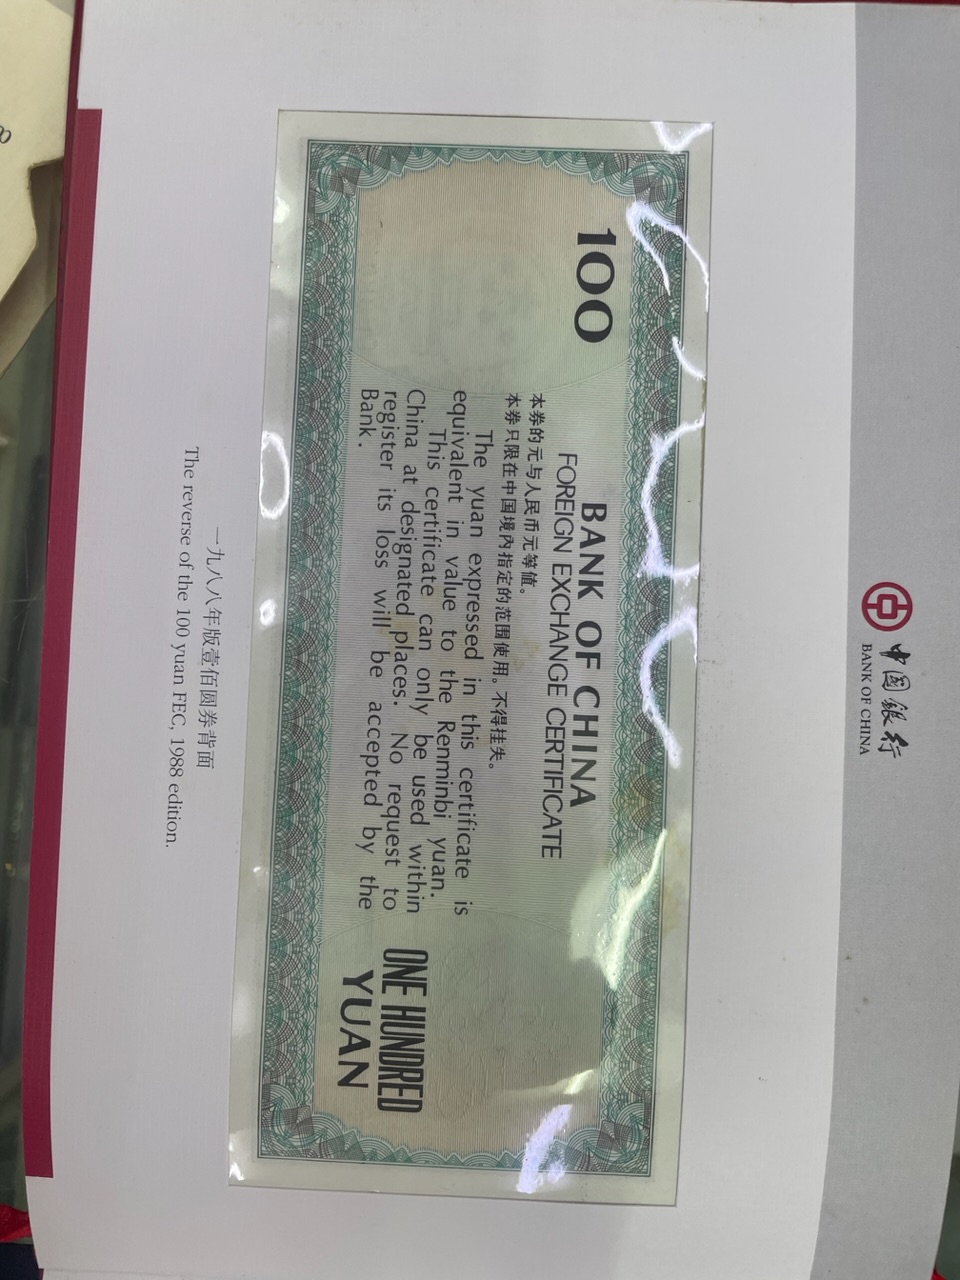 中国银行
BANK OF CHINA
100
BANK OF CHINA
FOREIGN EXCHANGE CERTIFICATE
本券的元与人民币元等值。
本券只限在中国境内指定的范围使用。不得挂失。
The yuan expressed in this certificate is
equivalent in value to the Renminbi yuan.
This certificate can only be used within
China at designated places. No request to
register its loss will be accepted by the
Bank.
ONE HUNDRED
YUAN
一九八八年版壹佰圆券背面
The reverse of the 100 yuan FEC, 1988 edition.
8